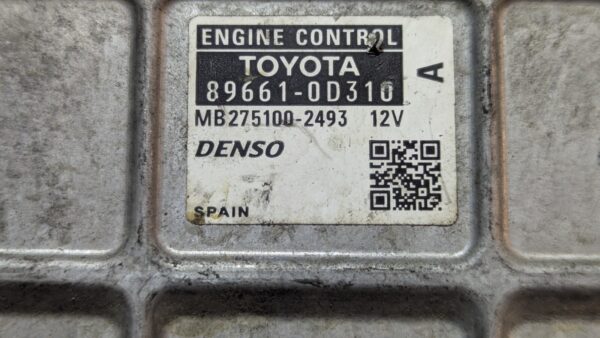 ENGINE CONTROL
TOYOTA
89661-0D310
A
MB275100-2493 12V
DENSO
SPAIN